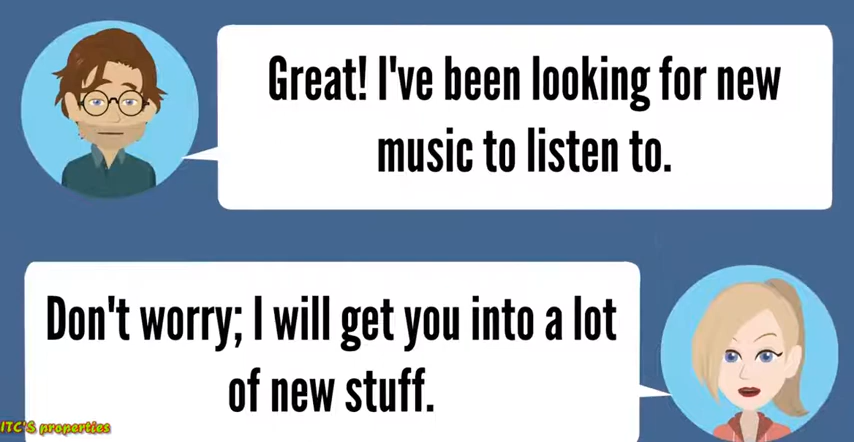 Great! I've been looking for new
music to listen to.
Don't worry; I will get you into a lot
of new stuff.
ITC'S properties